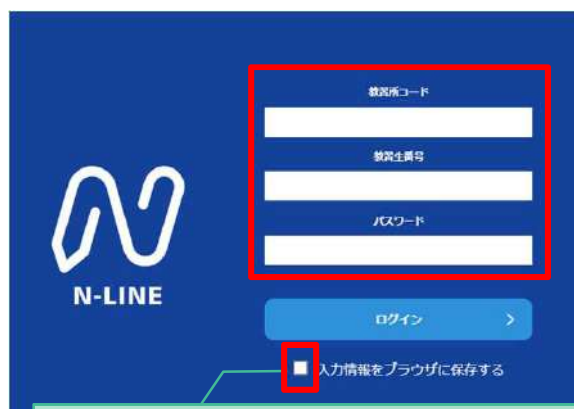 教習所コード
教習生番号
パスワード
N-LINE
ログイン
入力情報をブラウザに保存する